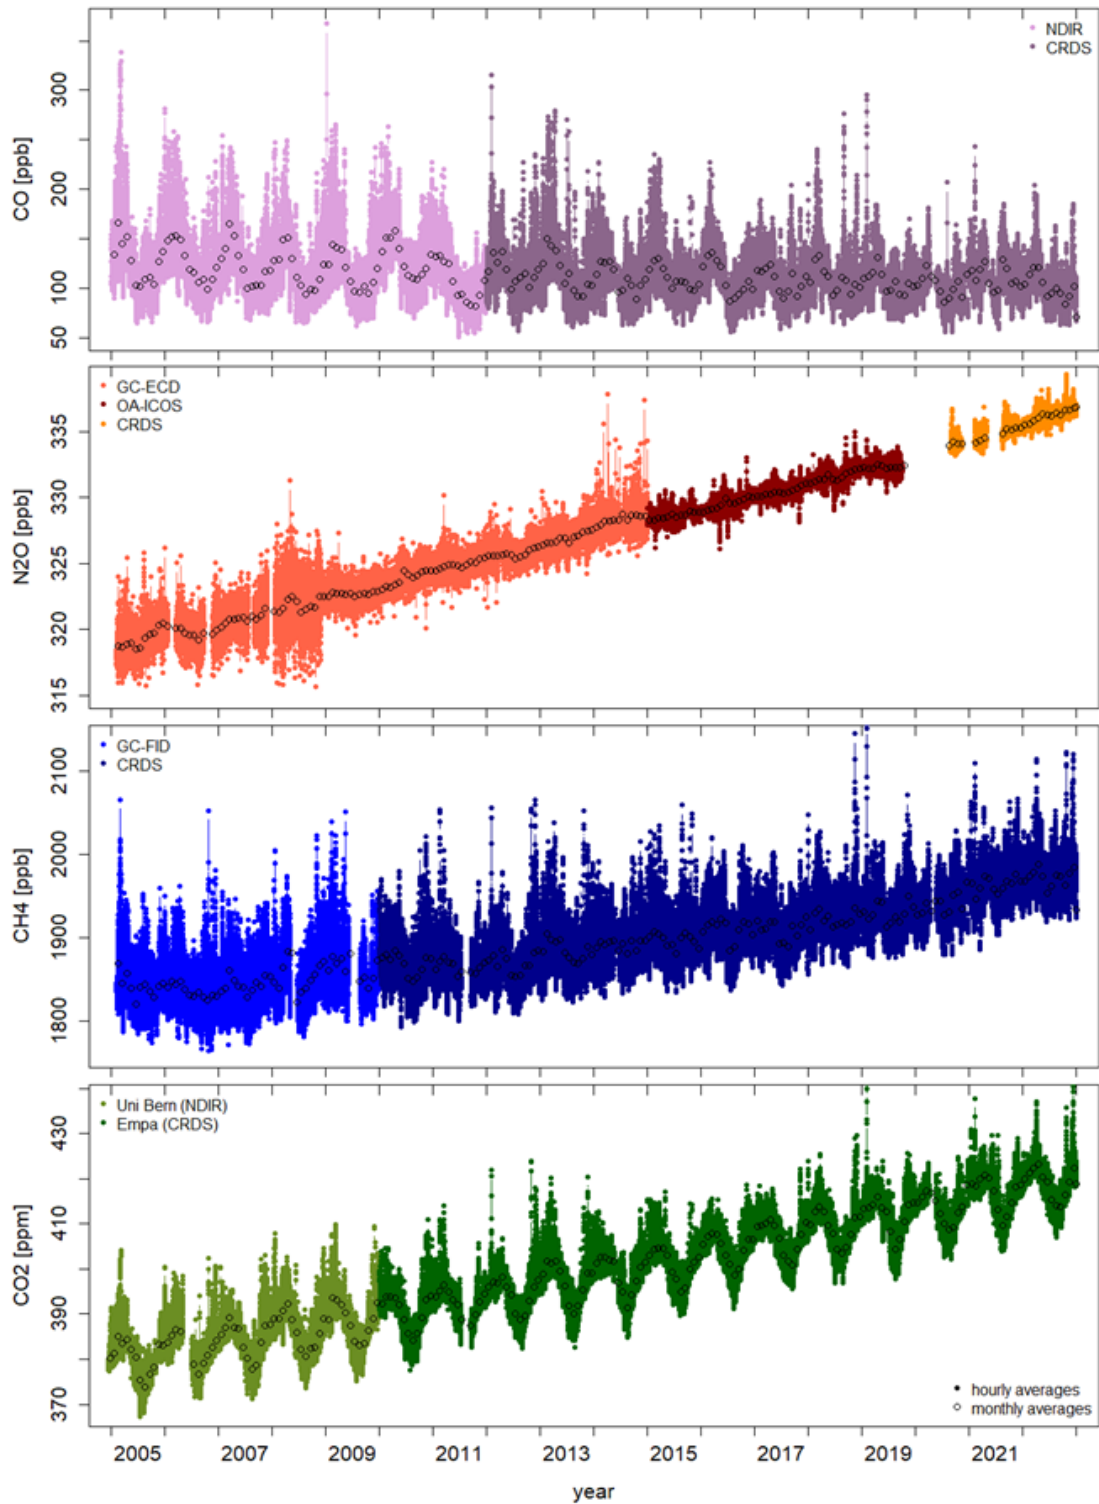 NDIR
CRDS
CO [ppb]
300
200
100
50
GC-ECD
OA-ICOS
CRDS
N2O [ppb]
335
330
325
320
315
GC-FID
CRDS
CH4 [ppb]
2100
2000
1900
1800
Uni Bern (NDIR)
Empa (CRDS)
CO2 [ppm]
430
410
390
370
hourly averages
monthly averages
2005 2007 2009 2011 2013 2015 2017 2019 2021
year